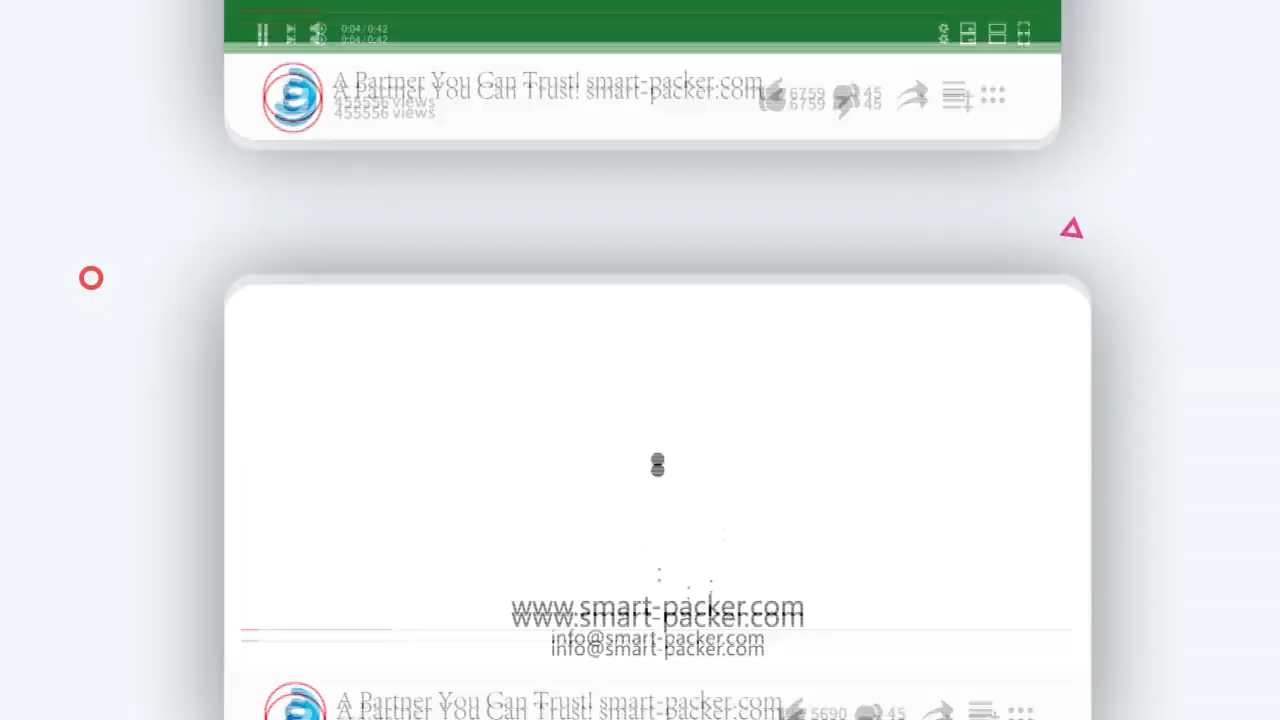 0:04 / 0:42
A Partner You Can Trust! smart-packer.com
455556 views
6759
45
www.smart-packer.com
info@smart-packer.com
A Partner You Can Trust! smart-packer.com
5690
45